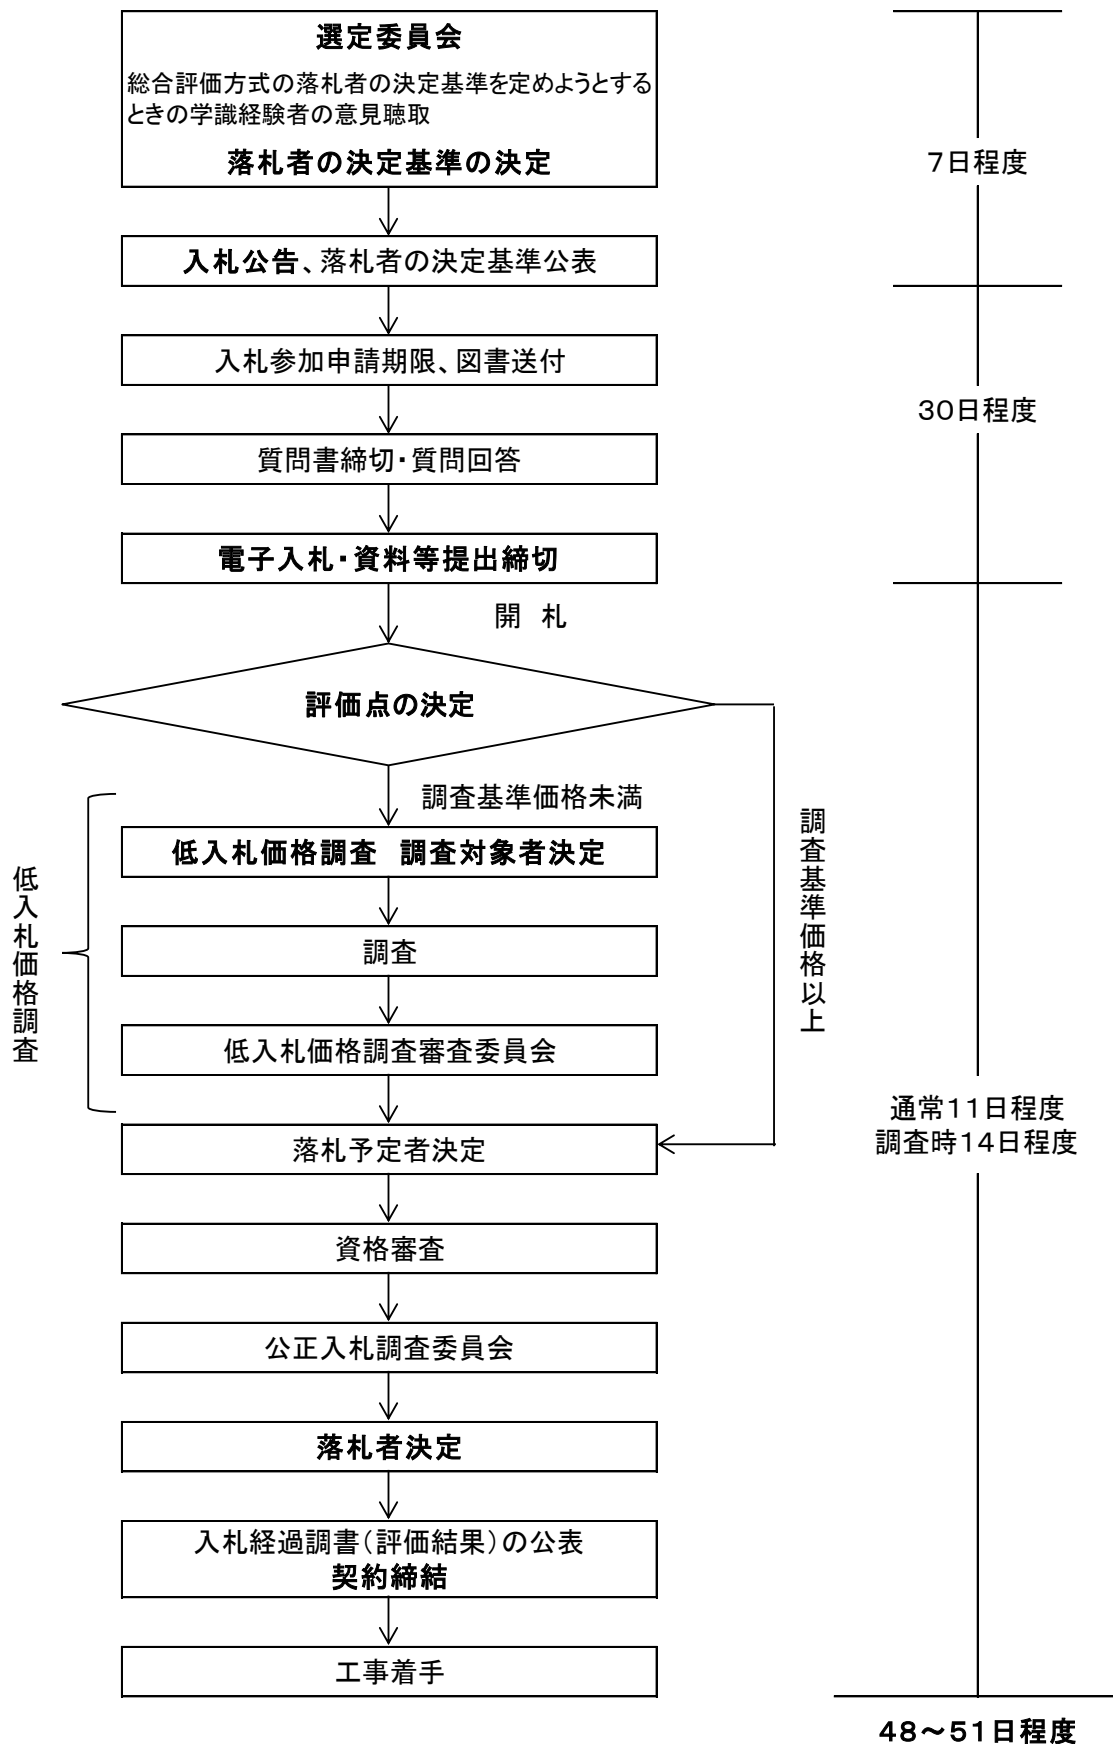 選定委員会
総合評価方式の落札者の決定基準を定めようとする
ときの学識経験者の意見聴取
落札者の決定基準の決定
7日程度
入札公告、落札者の決定基準公表
入札参加申請期限、図書送付
30日程度
質問書締切・質問回答
電子入札・資料等提出締切
開 札
評価点の決定
調査基準価格未満
調査基準価格以上
低入札価格調査 調査対象者決定
低入札価格調査
調査
低入札価格調査審査委員会
通常11日程度
調査時14日程度
落札予定者決定
資格審査
公正入札調査委員会
落札者決定
入札経過調書(評価結果)の公表
契約締結
工事着手
48～51日程度